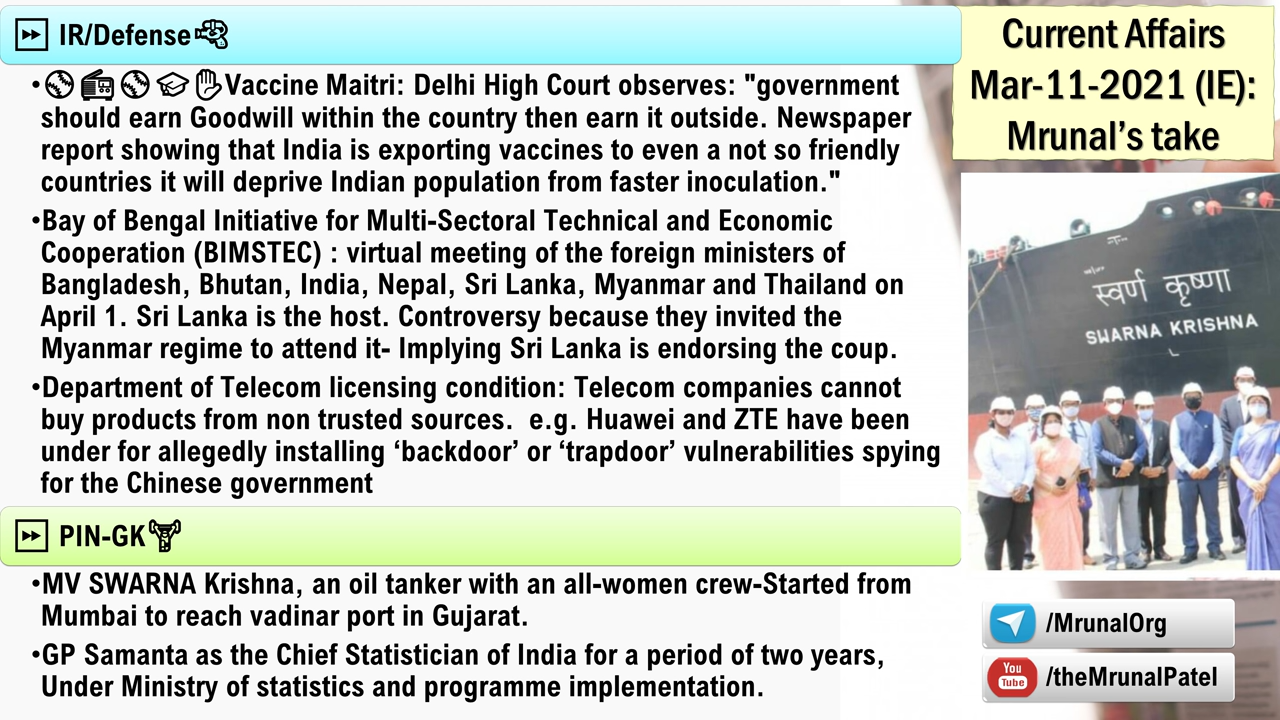 IR/Defense
•Vaccine Maitri: Delhi High Court observes: "government
should earn Goodwill within the country then earn it outside. Newspaper
report showing that India is exporting vaccines to even a not so friendly
countries it will deprive Indian population from faster inoculation."
•Bay of Bengal Initiative for Multi-Sectoral Technical and Economic
Cooperation (BIMSTEC) : virtual meeting of the foreign ministers of
Bangladesh, Bhutan, India, Nepal, Sri Lanka, Myanmar and Thailand on
April 1. Sri Lanka is the host. Controversy because they invited the
Myanmar regime to attend it- Implying Sri Lanka is endorsing the coup.
•Department of Telecom licensing condition: Telecom companies cannot
buy products from non trusted sources.  e.g. Huawei and ZTE have been
under for allegedly installing ‘backdoor’ or ‘trapdoor’ vulnerabilities spying
for the Chinese government
PIN-GK
•MV SWARNA Krishna, an oil tanker with an all-women crew-Started from
Mumbai to reach vadinar port in Gujarat.
•GP Samanta as the Chief Statistician of India for a period of two years,
Under Ministry of statistics and programme implementation.
Current Affairs
Mar-11-2021 (IE):
Mrunal’s take
स्वर्ण कृष्णा
SWARNA KRISHNA
/MrunalOrg
You
Tube
/theMrunalPatel